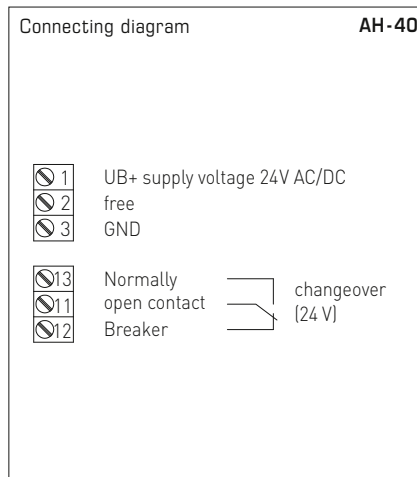 Connecting diagram AH-40
1 UB+ supply voltage 24V AC/DC
2 free
3 GND
13 Normally
11 open contact
12 Breaker
changeover
(24 V)